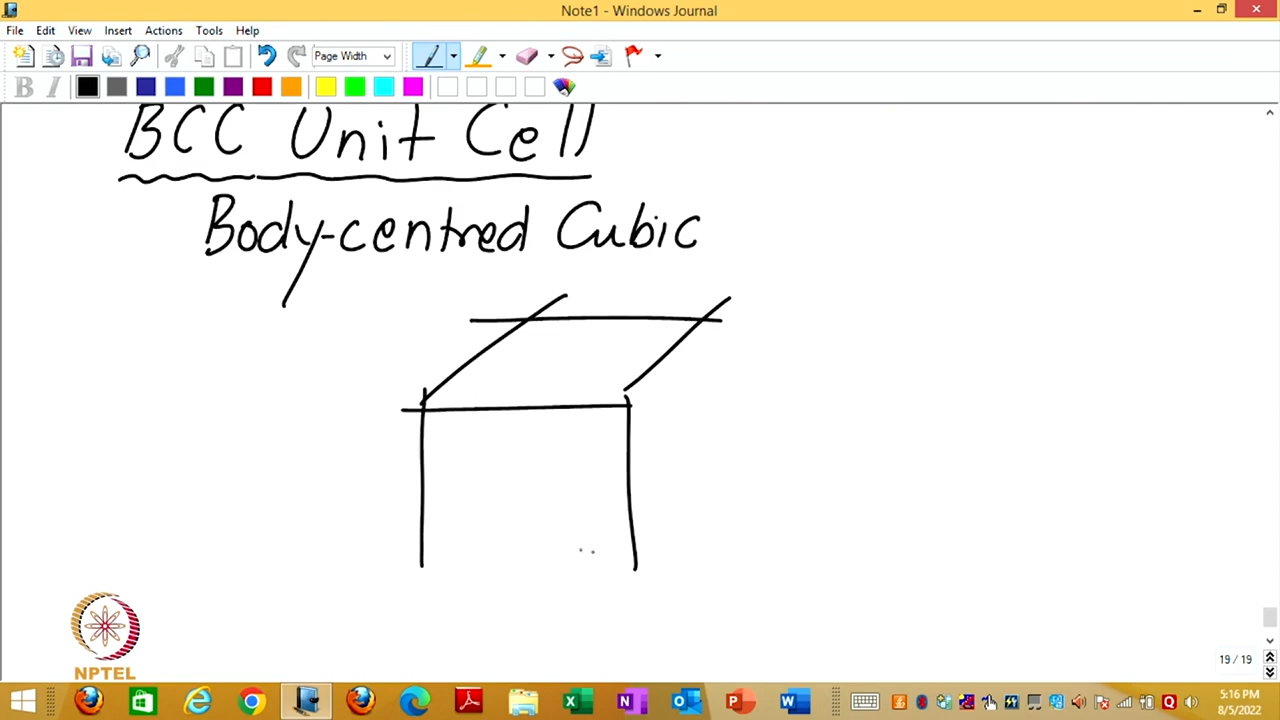 Note1 - Windows Journal
File Edit View Insert Actions Tools Help
Page Width
B I
BCC Unit Cell
Body-centred Cubic
NPTEL
19 / 19
5:16 PM
8/5/2022